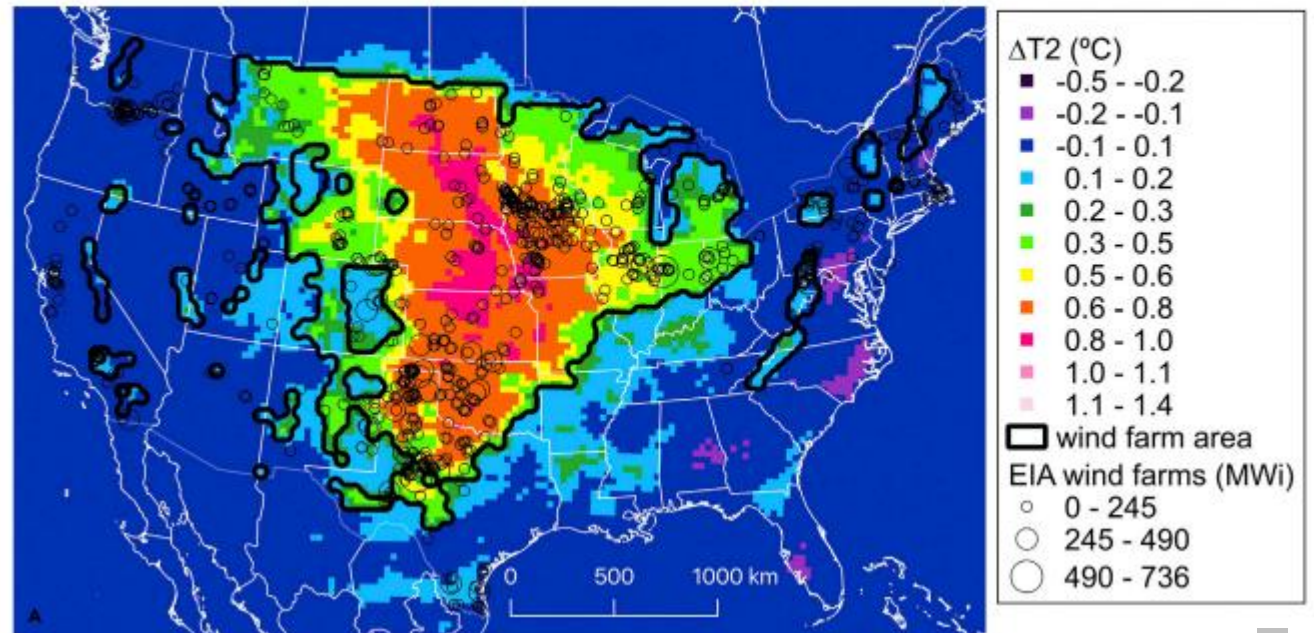 ΔT2 (ºC)
-0.5 - -0.2
-0.2 - -0.1
-0.1 - 0.1
0.1 - 0.2
0.2 - 0.3
0.3 - 0.5
0.5 - 0.6
0.6 - 0.8
0.8 - 1.0
1.0 - 1.1
1.1 - 1.4
wind farm area
EIA wind farms (MWi)
0 - 245
245 - 490
490 - 736
0 500 1000 km
A